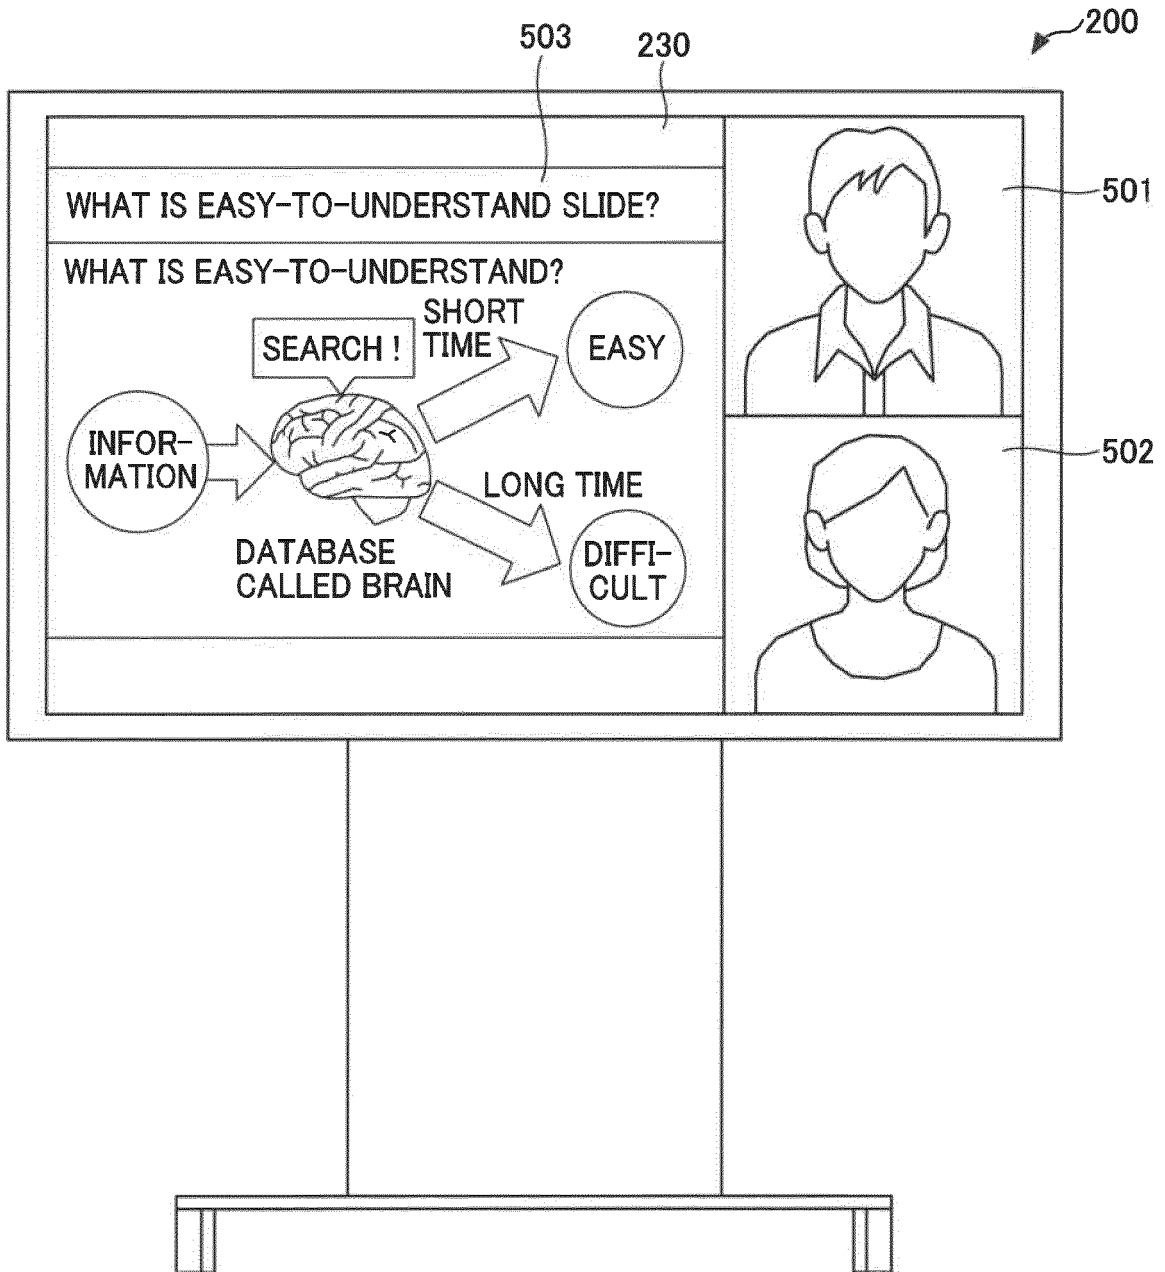 200
503
230
501
WHAT IS EASY-TO-UNDERSTAND SLIDE?
WHAT IS EASY-TO-UNDERSTAND?
SHORT
TIME
SEARCH !
EASY
INFOR-
MATION
502
LONG TIME
DATABASE
CALLED BRAIN
DIFFI-
CULT